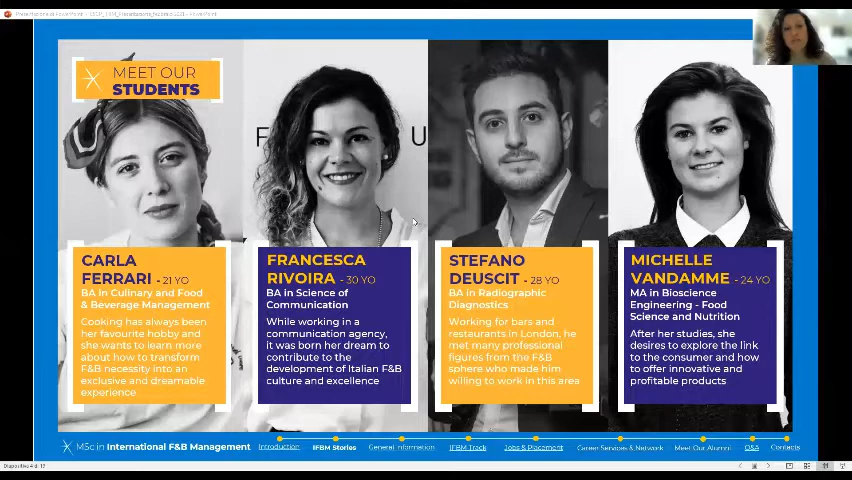 MEET OUR
STUDENTS
F U
CARLA
FERRARI - 21 YO
BA in Culinary and Food
& Beverage Management
Cooking has always been
her favourite hobby and
she wants to learn more
about how to transform
F&B necessity into an
exclusive and dreamable
experience
FRANCESCA
RIVOIRA - 30 YO
BA in Science of
Communication
While working in a
communication agency,
it was born her dream to
contribute to the
development of Italian F&B
culture and excellence
STEFANO
DEUSCIT - 28 YO
BA in Radiographic
Diagnostics
Working for bars and
restaurants in London, he
met many professional
figures from the F&B
sphere who made him
willing to work in this area
MICHELLE
VANDAMME - 24 YO
MA in Bioscience
Engineering - Food
Science and Nutrition
After her studies, she
desires to explore the link
to the consumer and how
to offer innovative and
profitable products
MSc in International F&B Management
Introduction IFBM Stories General Information IFBM Track Jobs & Placement Career Services & Network Meet Our Alumni Q&A Contacts
Diapositiva 4 di 17